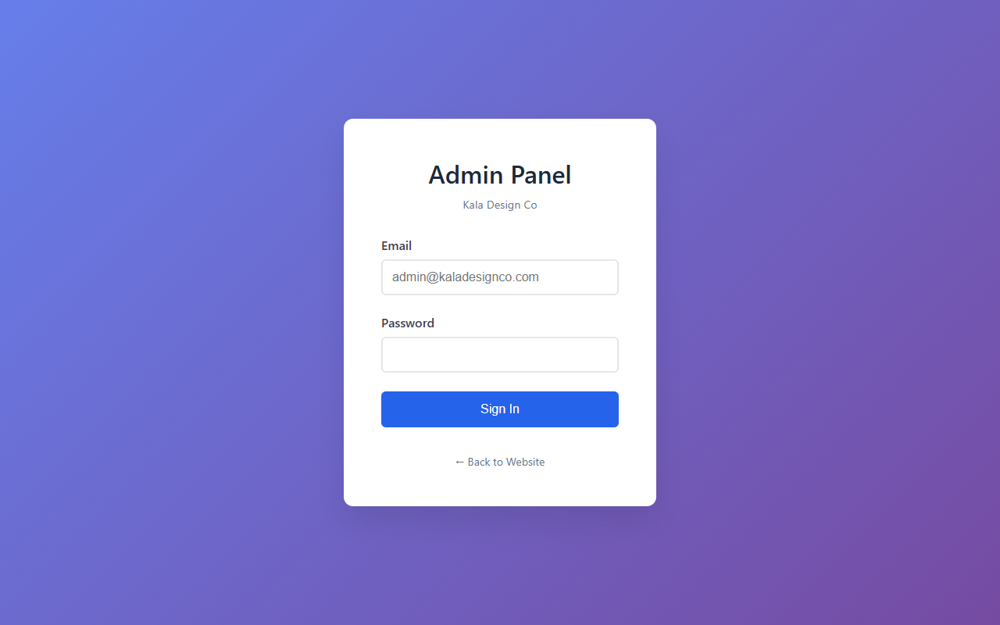 Admin Panel
Kala Design Co
Email
admin@kaladesignco.com
Password
Sign In
← Back to Website